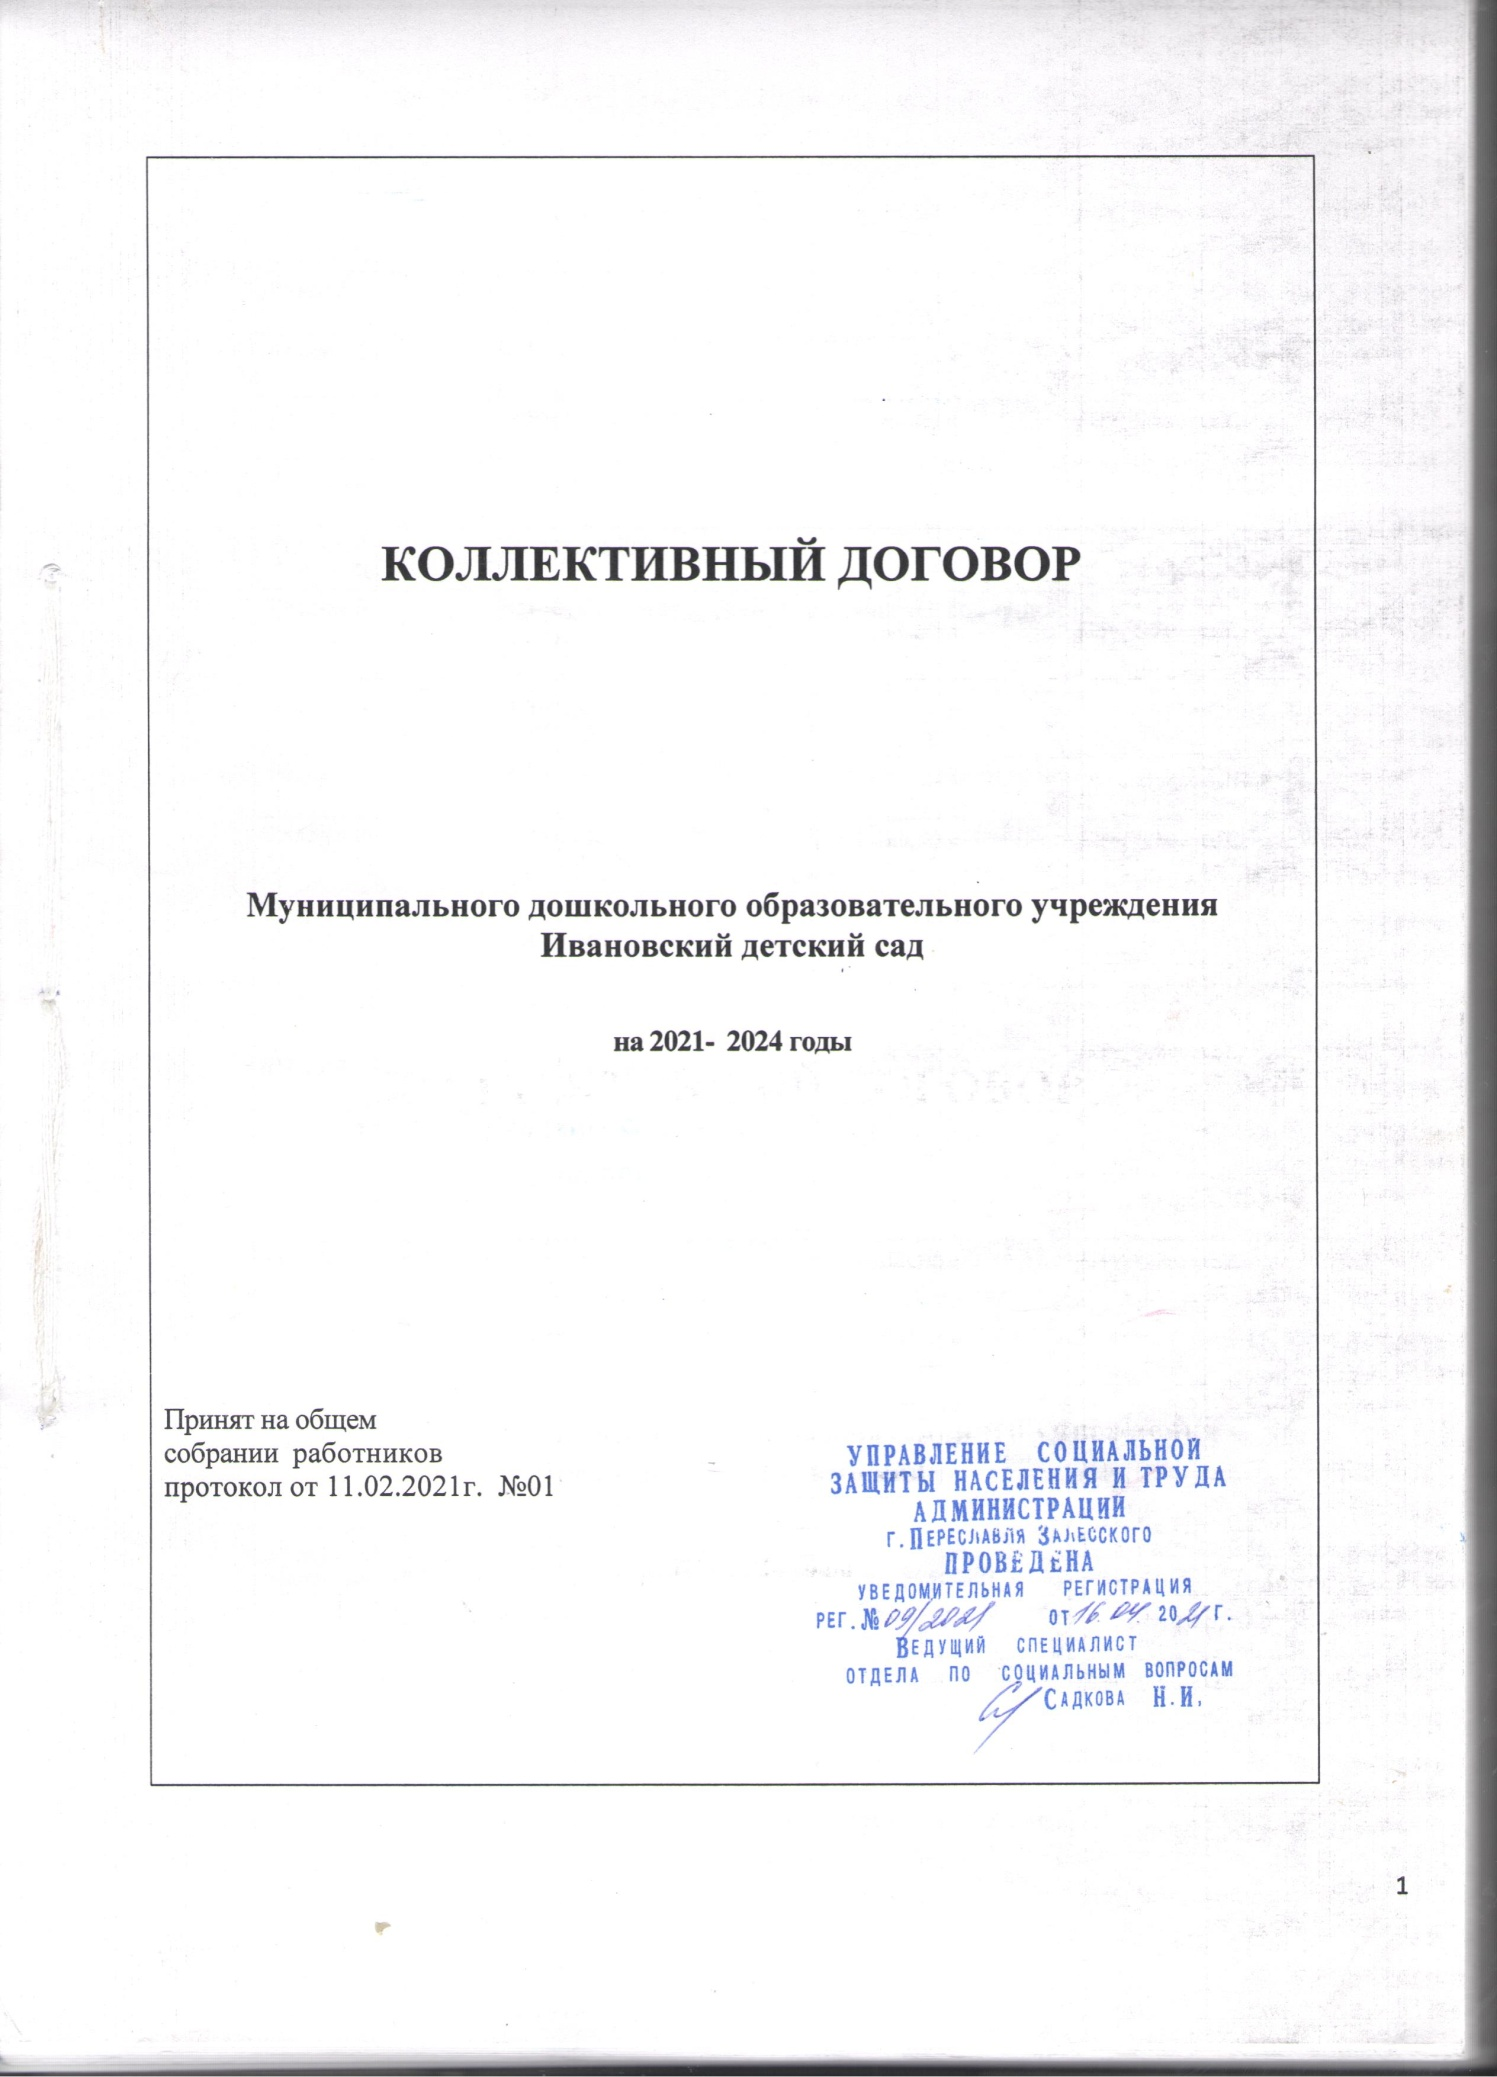 КОЛЛЕКТИВНЫЙ ДОГОВОР
Муниципального дошкольного образовательного учреждения
Ивановский детский сад
на 2021- 2024 годы
Принят на общем
собрании работников
протокол от 11.02.2021г. №01
УПРАВЛЕНИЕ СОЦИАЛЬНОЙ
ЗАЩИТЫ НАСЕЛЕНИЯ И ТРУДА
АДМИНИСТРАЦИИ
Г. ПЕРЕСЛАВЛЯ ЗАЛЕССКОГО
ПРОВЕДЕНА
УВЕДОМИТЕЛЬНАЯ РЕГИСТРАЦИЯ
РЕГ.№ 09/2021 ОТ 16.04. 2021 Г.
ВЕДУЩИЙ СПЕЦИАЛИСТ
ОТДЕЛА ПО СОЦИАЛЬНЫМ ВОПРОСАМ
САДКОВА Н.И.
1